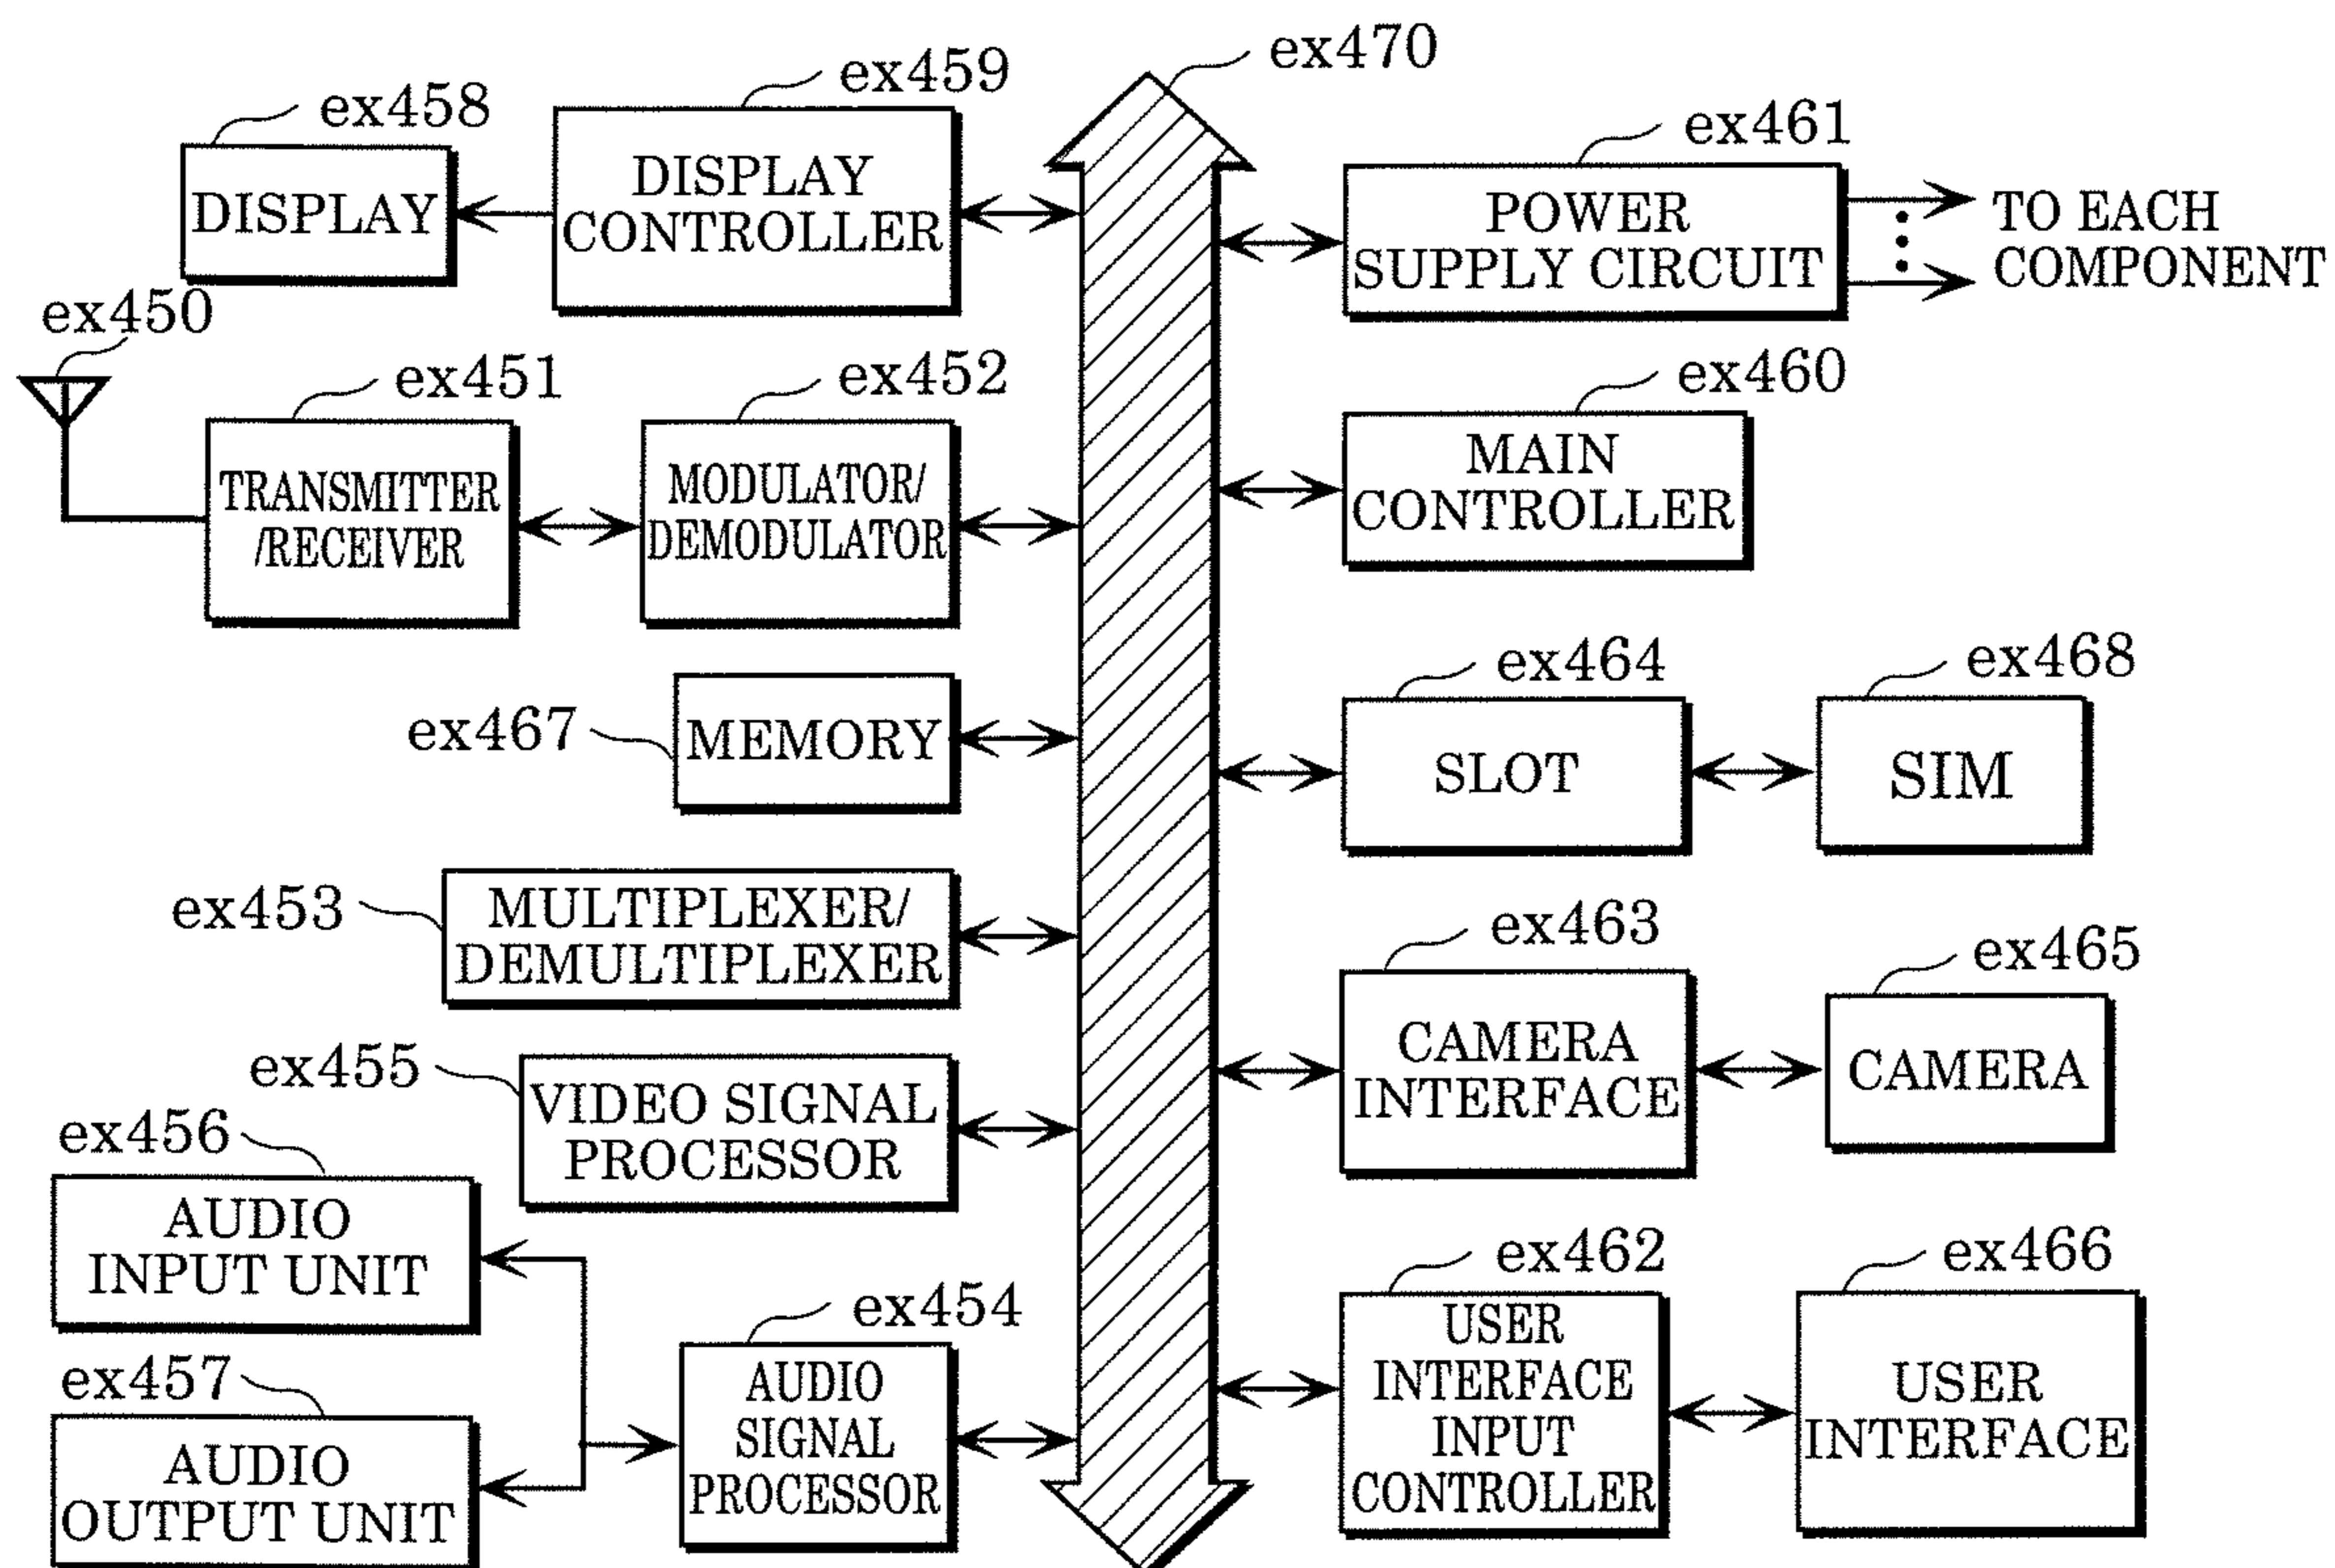 ex470
ex459
ex458
ex461
DISPLAY
CONTROLLER
DISPLAY
POWER
SUPPLY CIRCUIT
TO EACH
COMPONENT
ex450
ex451
ex452
ex460
TRANSMITTER
/RECEIVER
MODULATOR/
DEMODULATOR
MAIN
CONTROLLER
ex467
MEMORY
ex464
ex468
SLOT
SIM
ex453
MULTIPLEXER/
DEMULTIPLEXER
ex463
ex465
CAMERA
INTERFACE
CAMERA
ex455
VIDEO SIGNAL
PROCESSOR
ex456
AUDIO
INPUT UNIT
ex454
ex462
ex466
ex457
AUDIO
OUTPUT UNIT
AUDIO
SIGNAL
PROCESSOR
USER
INTERFACE
INPUT
CONTROLLER
USER
INTERFACE